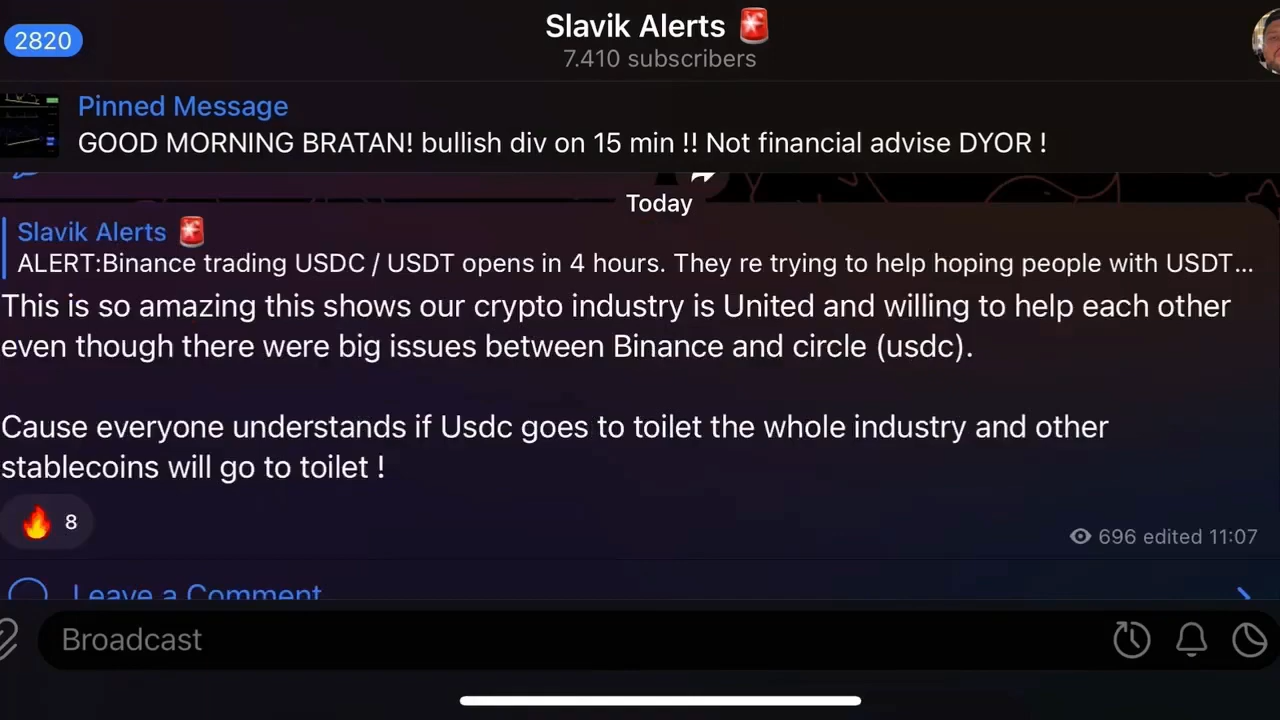 2820
Slavik Alerts 🚨
7.410 subscribers
Pinned Message
GOOD MORNING BRATAN! bullish div on 15 min !! Not financial advise DYOR !
Today
Slavik Alerts 🚨
ALERT:Binance trading USDC / USDT opens in 4 hours. They re trying to help hoping people with USDT...
This is so amazing this shows our crypto industry is United and willing to help each other
even though there were big issues between Binance and circle (usdc).
Cause everyone understands if Usdc goes to toilet the whole industry and other
stablecoins will go to toilet !
🔥 8
696 edited 11:07
Leave a Comment
Broadcast